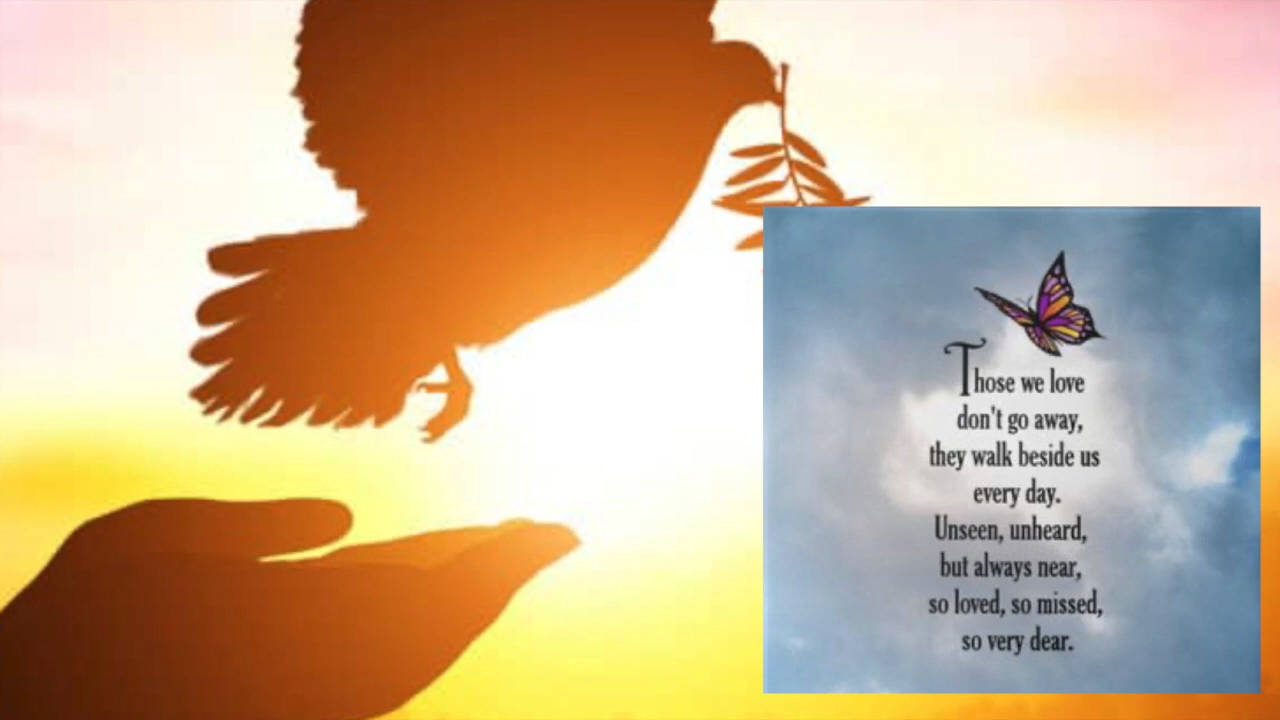 Those we love
don't go away,
they walk beside us
every day.
Unseen, unheard,
but always near,
so loved, so missed,
so very dear.